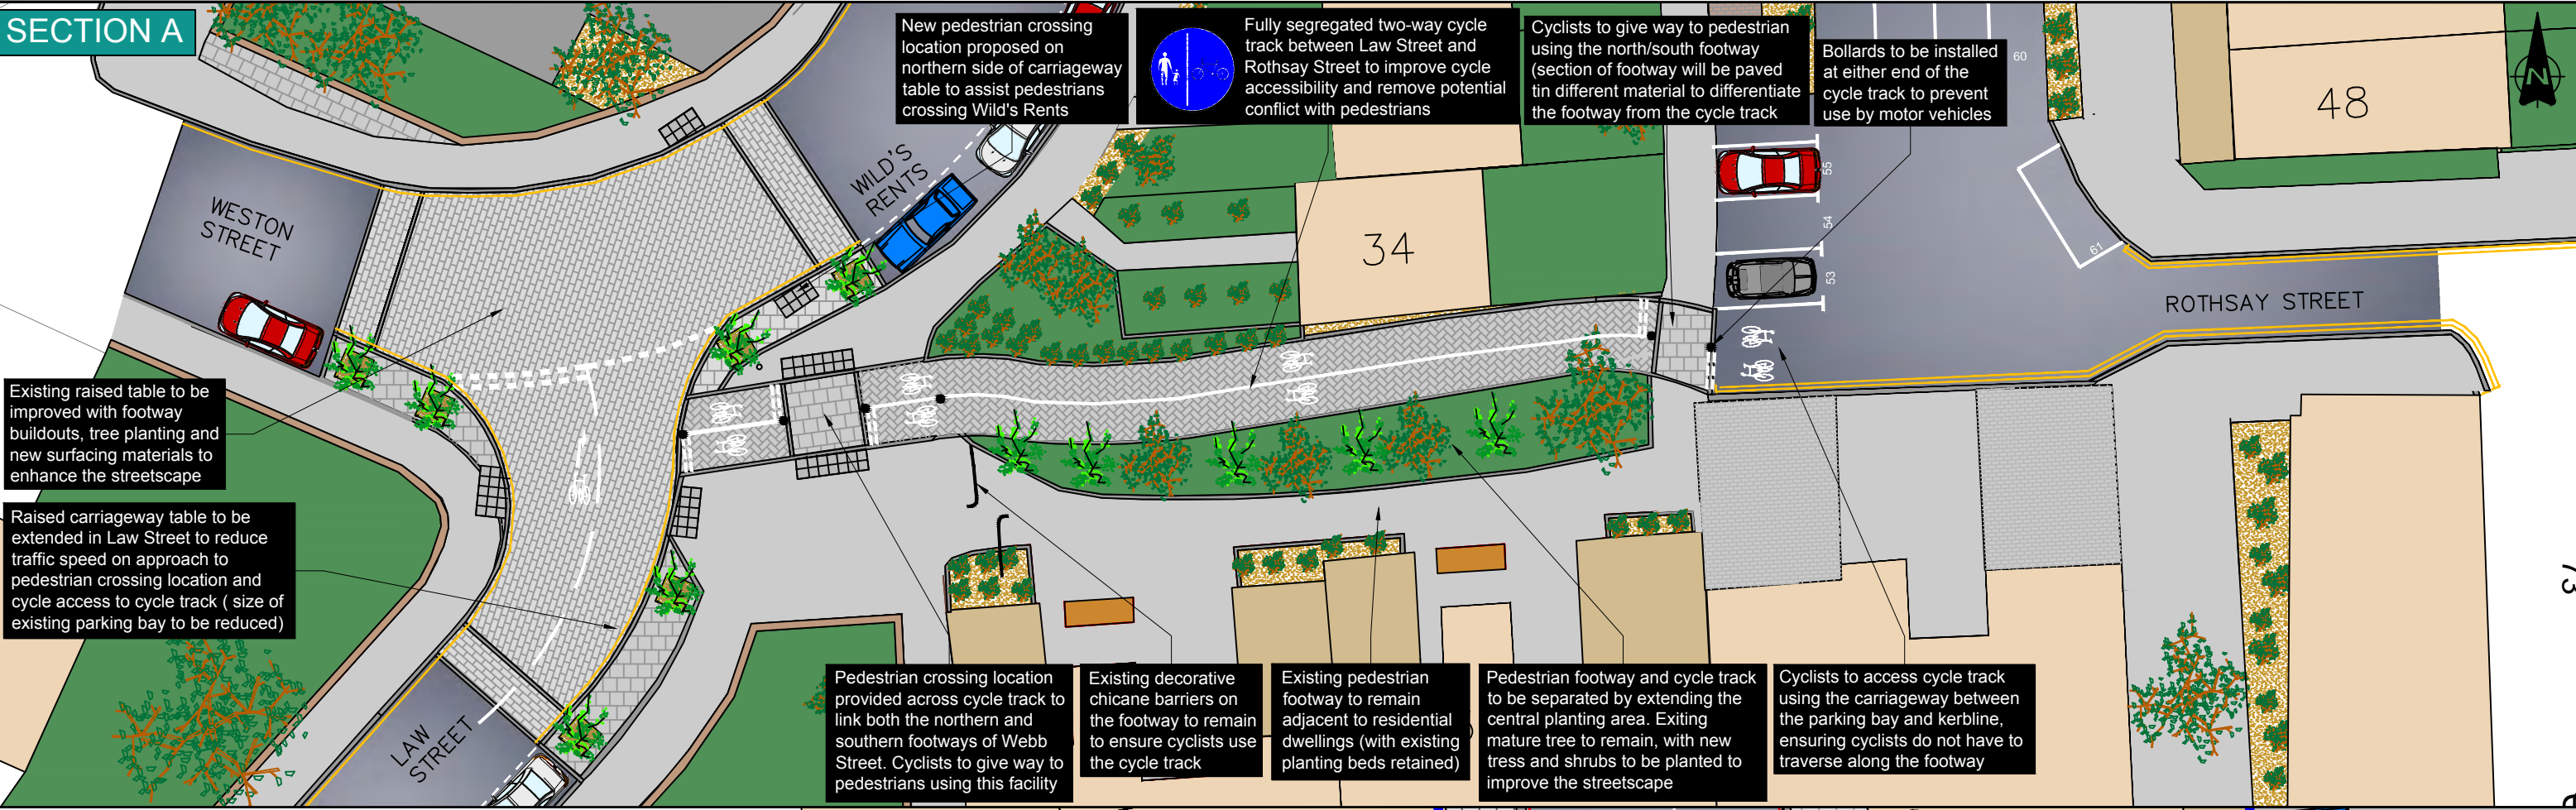 SECTION A
New pedestrian crossing
location proposed on
northern side of carriageway
table to assist pedestrians
crossing Wild's Rents
Fully segregated two-way cycle
track between Law Street and
Rothsay Street to improve cycle
accessibility and remove potential
conflict with pedestrians
Cyclists to give way to pedestrian
using the north/south footway
(section of footway will be paved
tin different material to differentiate
the footway from the cycle track
Bollards to be installed
at either end of the
cycle track to prevent
use by motor vehicles
60
48
N
WESTON
STREET
WILD'S
RENTS
34
55
54
53
61
ROTHSAY STREET
Existing raised table to be
improved with footway
buildouts, tree planting and
new surfacing materials to
enhance the streetscape
Raised carriageway table to be
extended in Law Street to reduce
traffic speed on approach to
pedestrian crossing location and
cycle access to cycle track ( size of
existing parking bay to be reduced)
73
LAW
STREET
Pedestrian crossing location
provided across cycle track to
link both the northern and
southern footways of Webb
Street. Cyclists to give way to
pedestrians using this facility
Existing decorative
chicane barriers on
the footway to remain
to ensure cyclists use
the cycle track
Existing pedestrian
footway to remain
adjacent to residential
dwellings (with existing
planting beds retained)
Pedestrian footway and cycle track
to be separated by extending the
central planting area. Exiting
mature tree to remain, with new
tress and shrubs to be planted to
improve the streetscape
Cyclists to access cycle track
using the carriageway between
the parking bay and kerbline,
ensuring cyclists do not have to
traverse along the footway